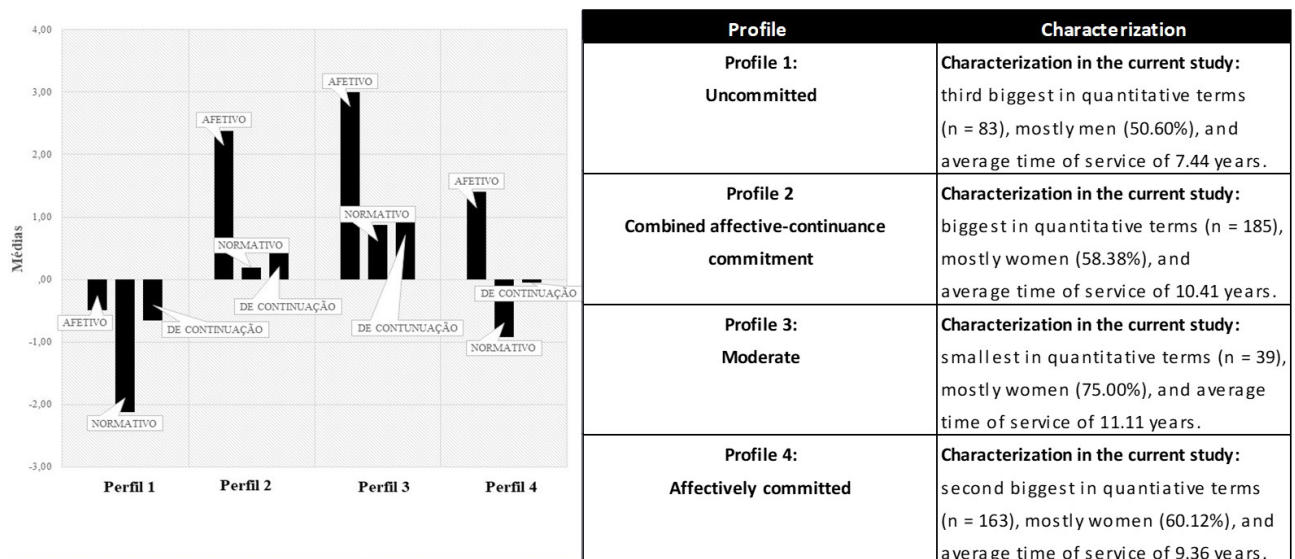 4,00
3,00
2,00
1,00
,00
-1,00
-2,00
-3,00
Médias
AFETIVO
NORMATIVO
DE CONTINUAÇÃO
AFETIVO
NORMATIVO
DE CONTINUAÇÃO
AFETIVO
NORMATIVO
DE CONTUNUAÇÃO
AFETIVO
DE CONTINUAÇÃO
NORMATIVO
Perfil 1 Perfil 2 Perfil 3 Perfil 4
Profile Characterization
Profile 1:
Uncommitted
Characterization in the current study:
third biggest in quantitative terms
(n = 83), mostly men (50.60%), and
average time of service of 7.44 years.
Profile 2
Combined affective-continuance
commitment
Characterization in the current study:
biggest in quantitative terms (n = 185),
mostly women (58.38%), and
average time of service of 10.41 years.
Profile 3:
Moderate
Characterization in the current study:
smallest in quantitative terms (n = 39),
mostly women (75.00%), and average
time of service of 11.11 years.
Profile 4:
Affectively committed
Characterization in the current study:
second biggest in quantiative terms
(n = 163), mostly women (60.12%), and
average time of service of 9.36 years.